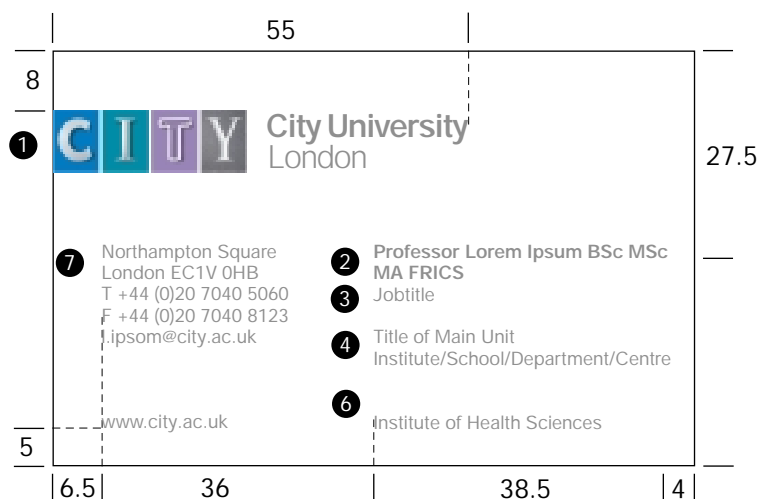 55
8
CITY
City University
London
1
27.5
7
Northampton Square
London EC1V 0HB
T +44 (0)20 7040 5060
F +44 (0)20 7040 8123
l.ipsom@city.ac.uk
www.city.ac.uk
2
Professor Lorem Ipsum BSc MSc
MA FRICS
3
Jobtitle
4
Title of Main Unit
Institute/School/Department/Centre
6
Institute of Health Sciences
5
6.5
36
38.5
4